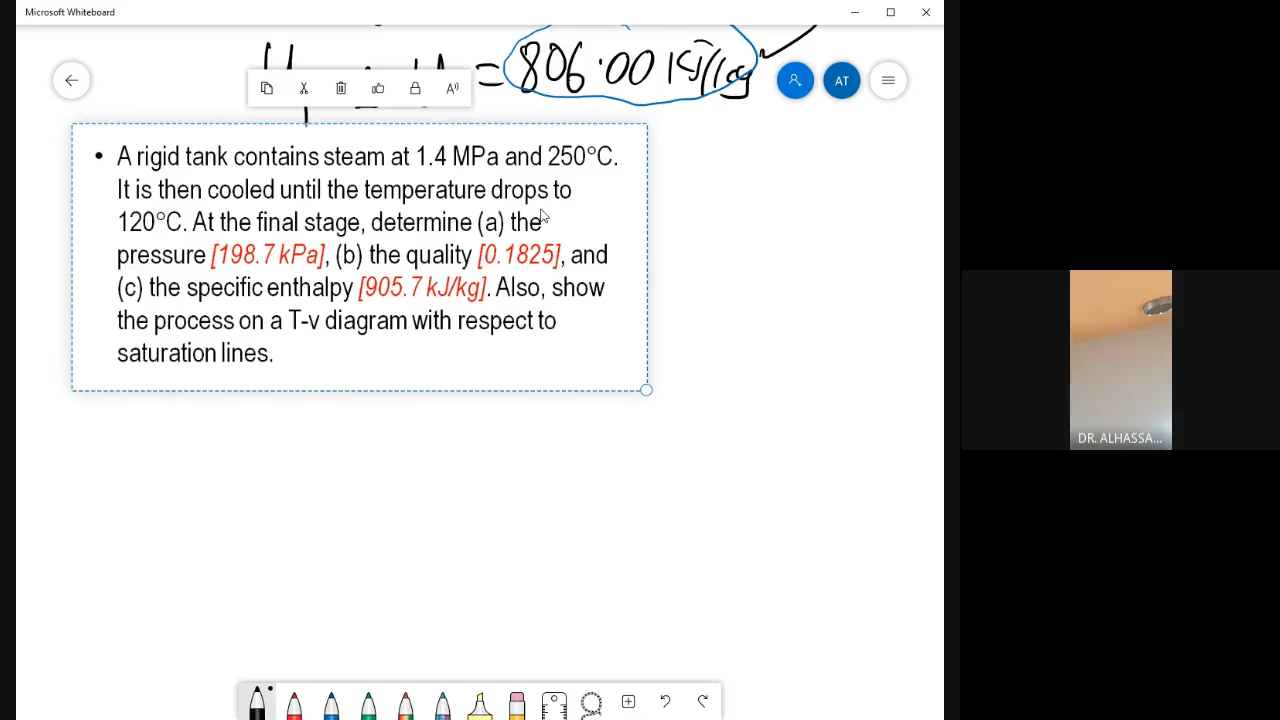 Microsoft Whiteboard
= 806.00 KJ/kg
AT
• A rigid tank contains steam at 1.4 MPa and 250°C.
It is then cooled until the temperature drops to
120°C. At the final stage, determine (a) the
pressure [198.7 kPa], (b) the quality [0.1825], and
(c) the specific enthalpy [905.7 kJ/kg]. Also, show
the process on a T-v diagram with respect to
saturation lines.
DR. ALHASSA...